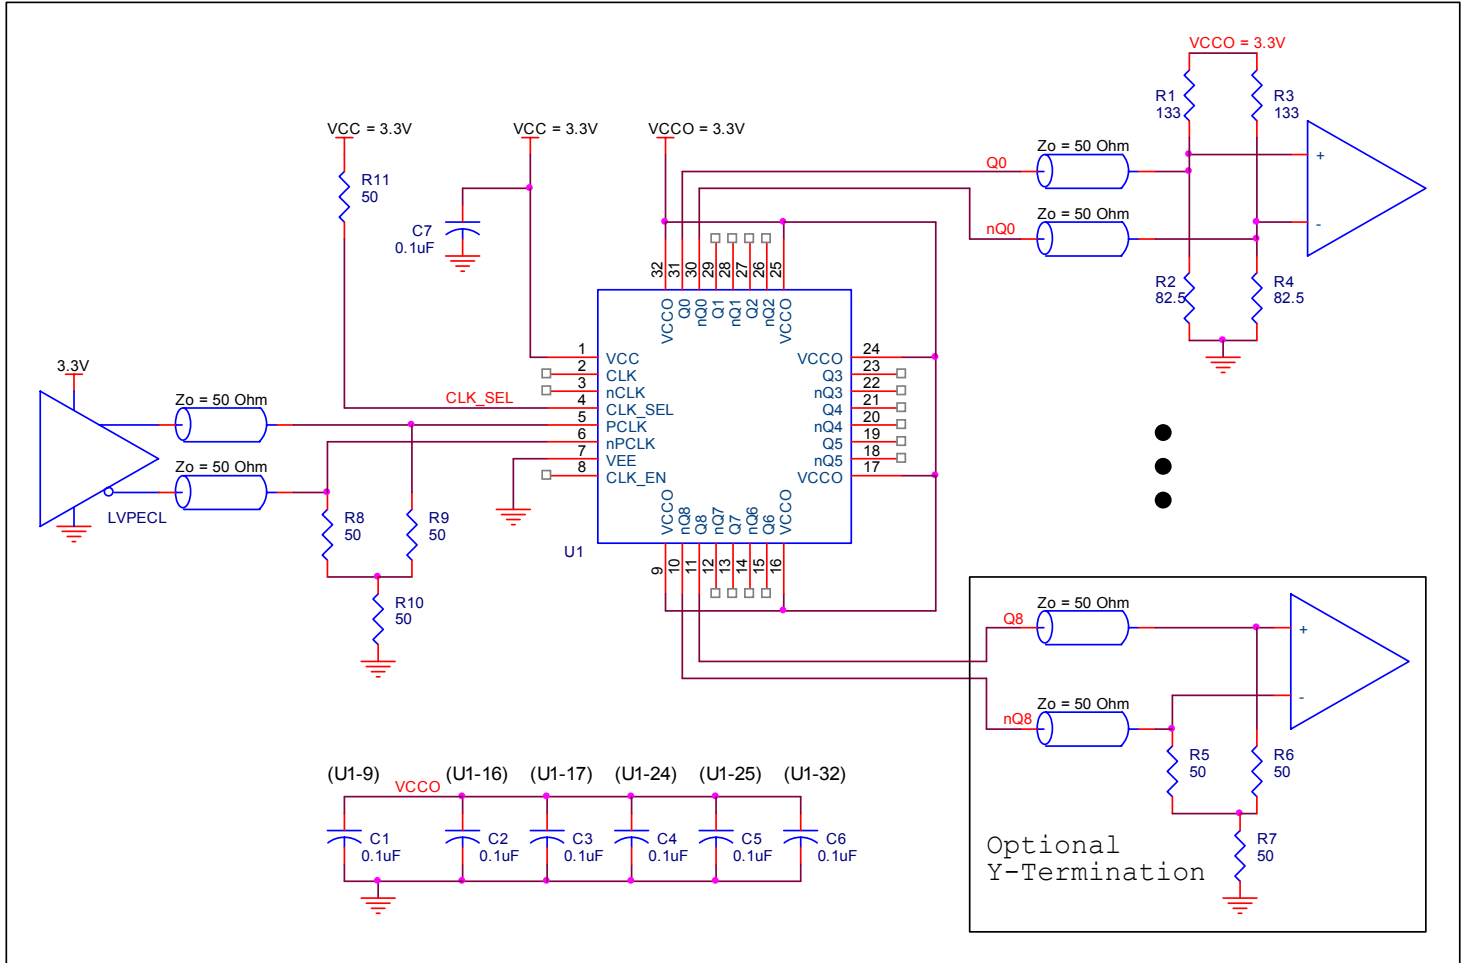 VCCO = 3.3V
R1
133
R3
133
VCC = 3.3V
VCC = 3.3V
VCCO = 3.3V
Q0
Zo = 50 Ohm
+
R11
50
C7
0.1uF
nQ0
Zo = 50 Ohm
-
32
31
30
29
28
27
26
25
VCCO
Q0
nQ0
Q1
nQ1
Q2
nQ2
VCCO
R2
82.5
R4
82.5
1
VCC
2
CLK
3
nCLK
4
CLK_SEL
5
PCLK
6
nPCLK
7
VEE
8
CLK_EN
24
VCCO
23
Q3
22
nQ3
21
Q4
20
nQ4
19
Q5
18
nQ5
17
VCCO
3.3V
CLK_SEL
Zo = 50 Ohm
Zo = 50 Ohm
LVPECL
R8
50
R9
50
R10
50
VCCO
nQ8
Q8
nQ7
Q7
nQ6
Q6
VCCO
9
10
11
12
13
14
15
16
U1
Q8
Zo = 50 Ohm
+
nQ8
Zo = 50 Ohm
-
R5
50
R6
50
R7
50
Optional
Y-Termination
(U1-9)
(U1-16)
(U1-17)
(U1-24)
(U1-25)
(U1-32)
VCCO
C1
0.1uF
C2
0.1uF
C3
0.1uF
C4
0.1uF
C5
0.1uF
C6
0.1uF